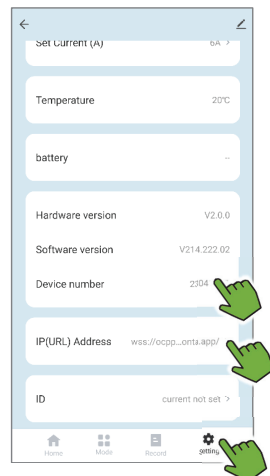 Set Current (A) 6A >
Temperature 20°C
battery --
Hardware version V2.0.0
Software version V214.222.02
Device number 2304
IP(URL) Address wss://ocpp...onta.app/
ID current not set >
Home Mode Record setting